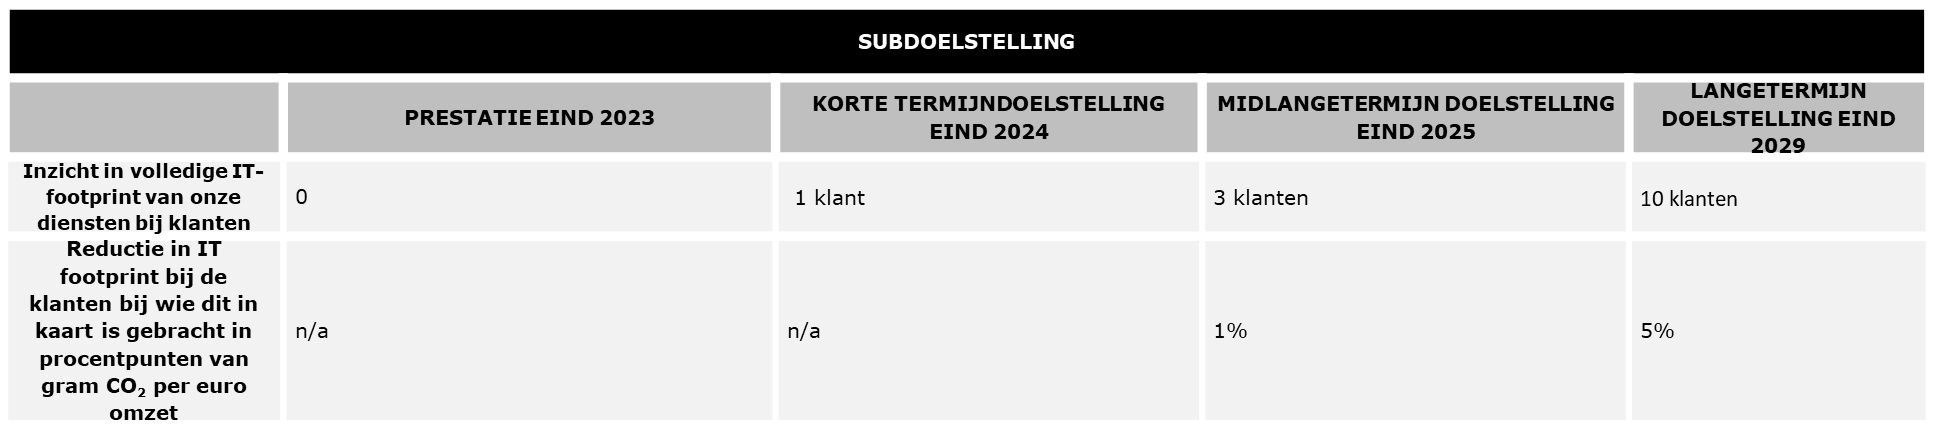 SUBDOELSTELLING
PRESTATIE EIND 2023
KORTE TERMIJNDOELSTELLING
EIND 2024
MIDLANGETERMIJN DOELSTELLING
EIND 2025
LANGETERMIJN
DOELSTELLING EIND
2029
Inzicht in volledige IT-
footprint van onze
diensten bij klanten
0
1 klant
3 klanten
10 klanten
Reductie in IT
footprint bij de
klanten bij wie dit in
kaart is gebracht in
procentpunten van
gram CO₂ per euro
omzet
n/a
n/a
1%
5%